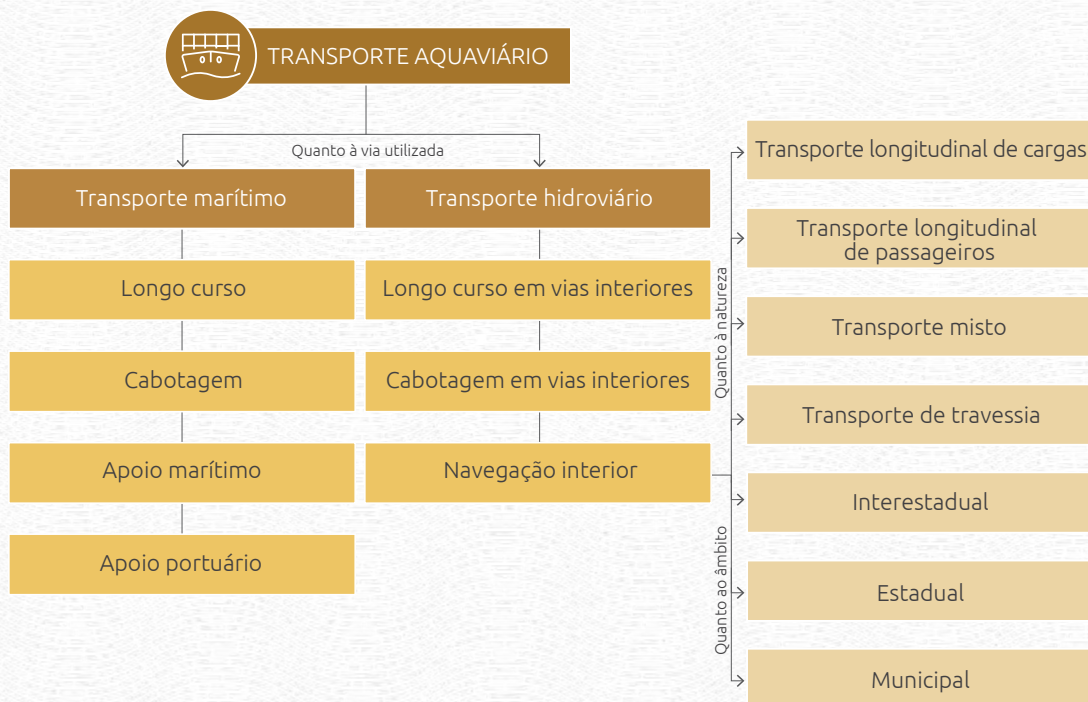 TRANSPORTE AQUAVIÁRIO
Quanto à via utilizada
Transporte marítimo
Longo curso
Cabotagem
Apoio marítimo
Apoio portuário
Transporte hidroviário
Longo curso em vias interiores
Cabotagem em vias interiores
Navegação interior
Quanto à natureza
Transporte longitudinal de cargas
Transporte longitudinal
de passageiros
Transporte misto
Transporte de travessia
Quanto ao âmbito
Interestadual
Estadual
Municipal